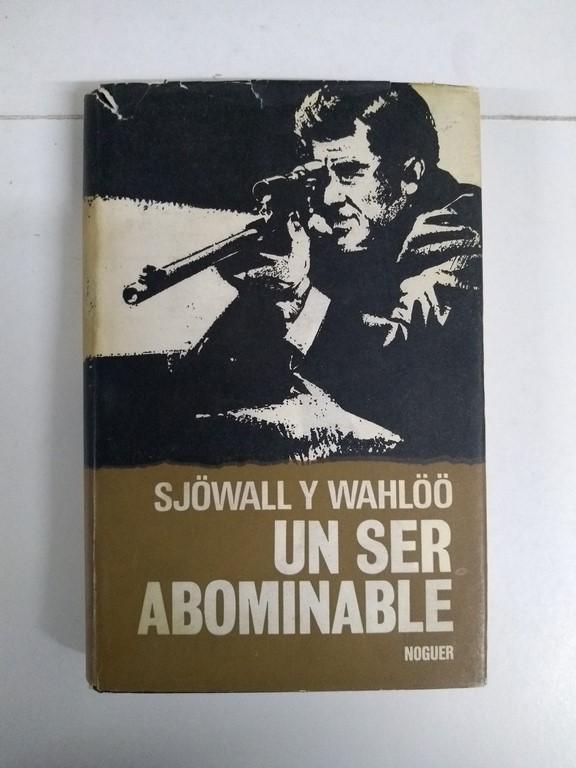 SJÖWALL Y WAHLÖÖ
UN SER
ABOMINABLE
NOGUER